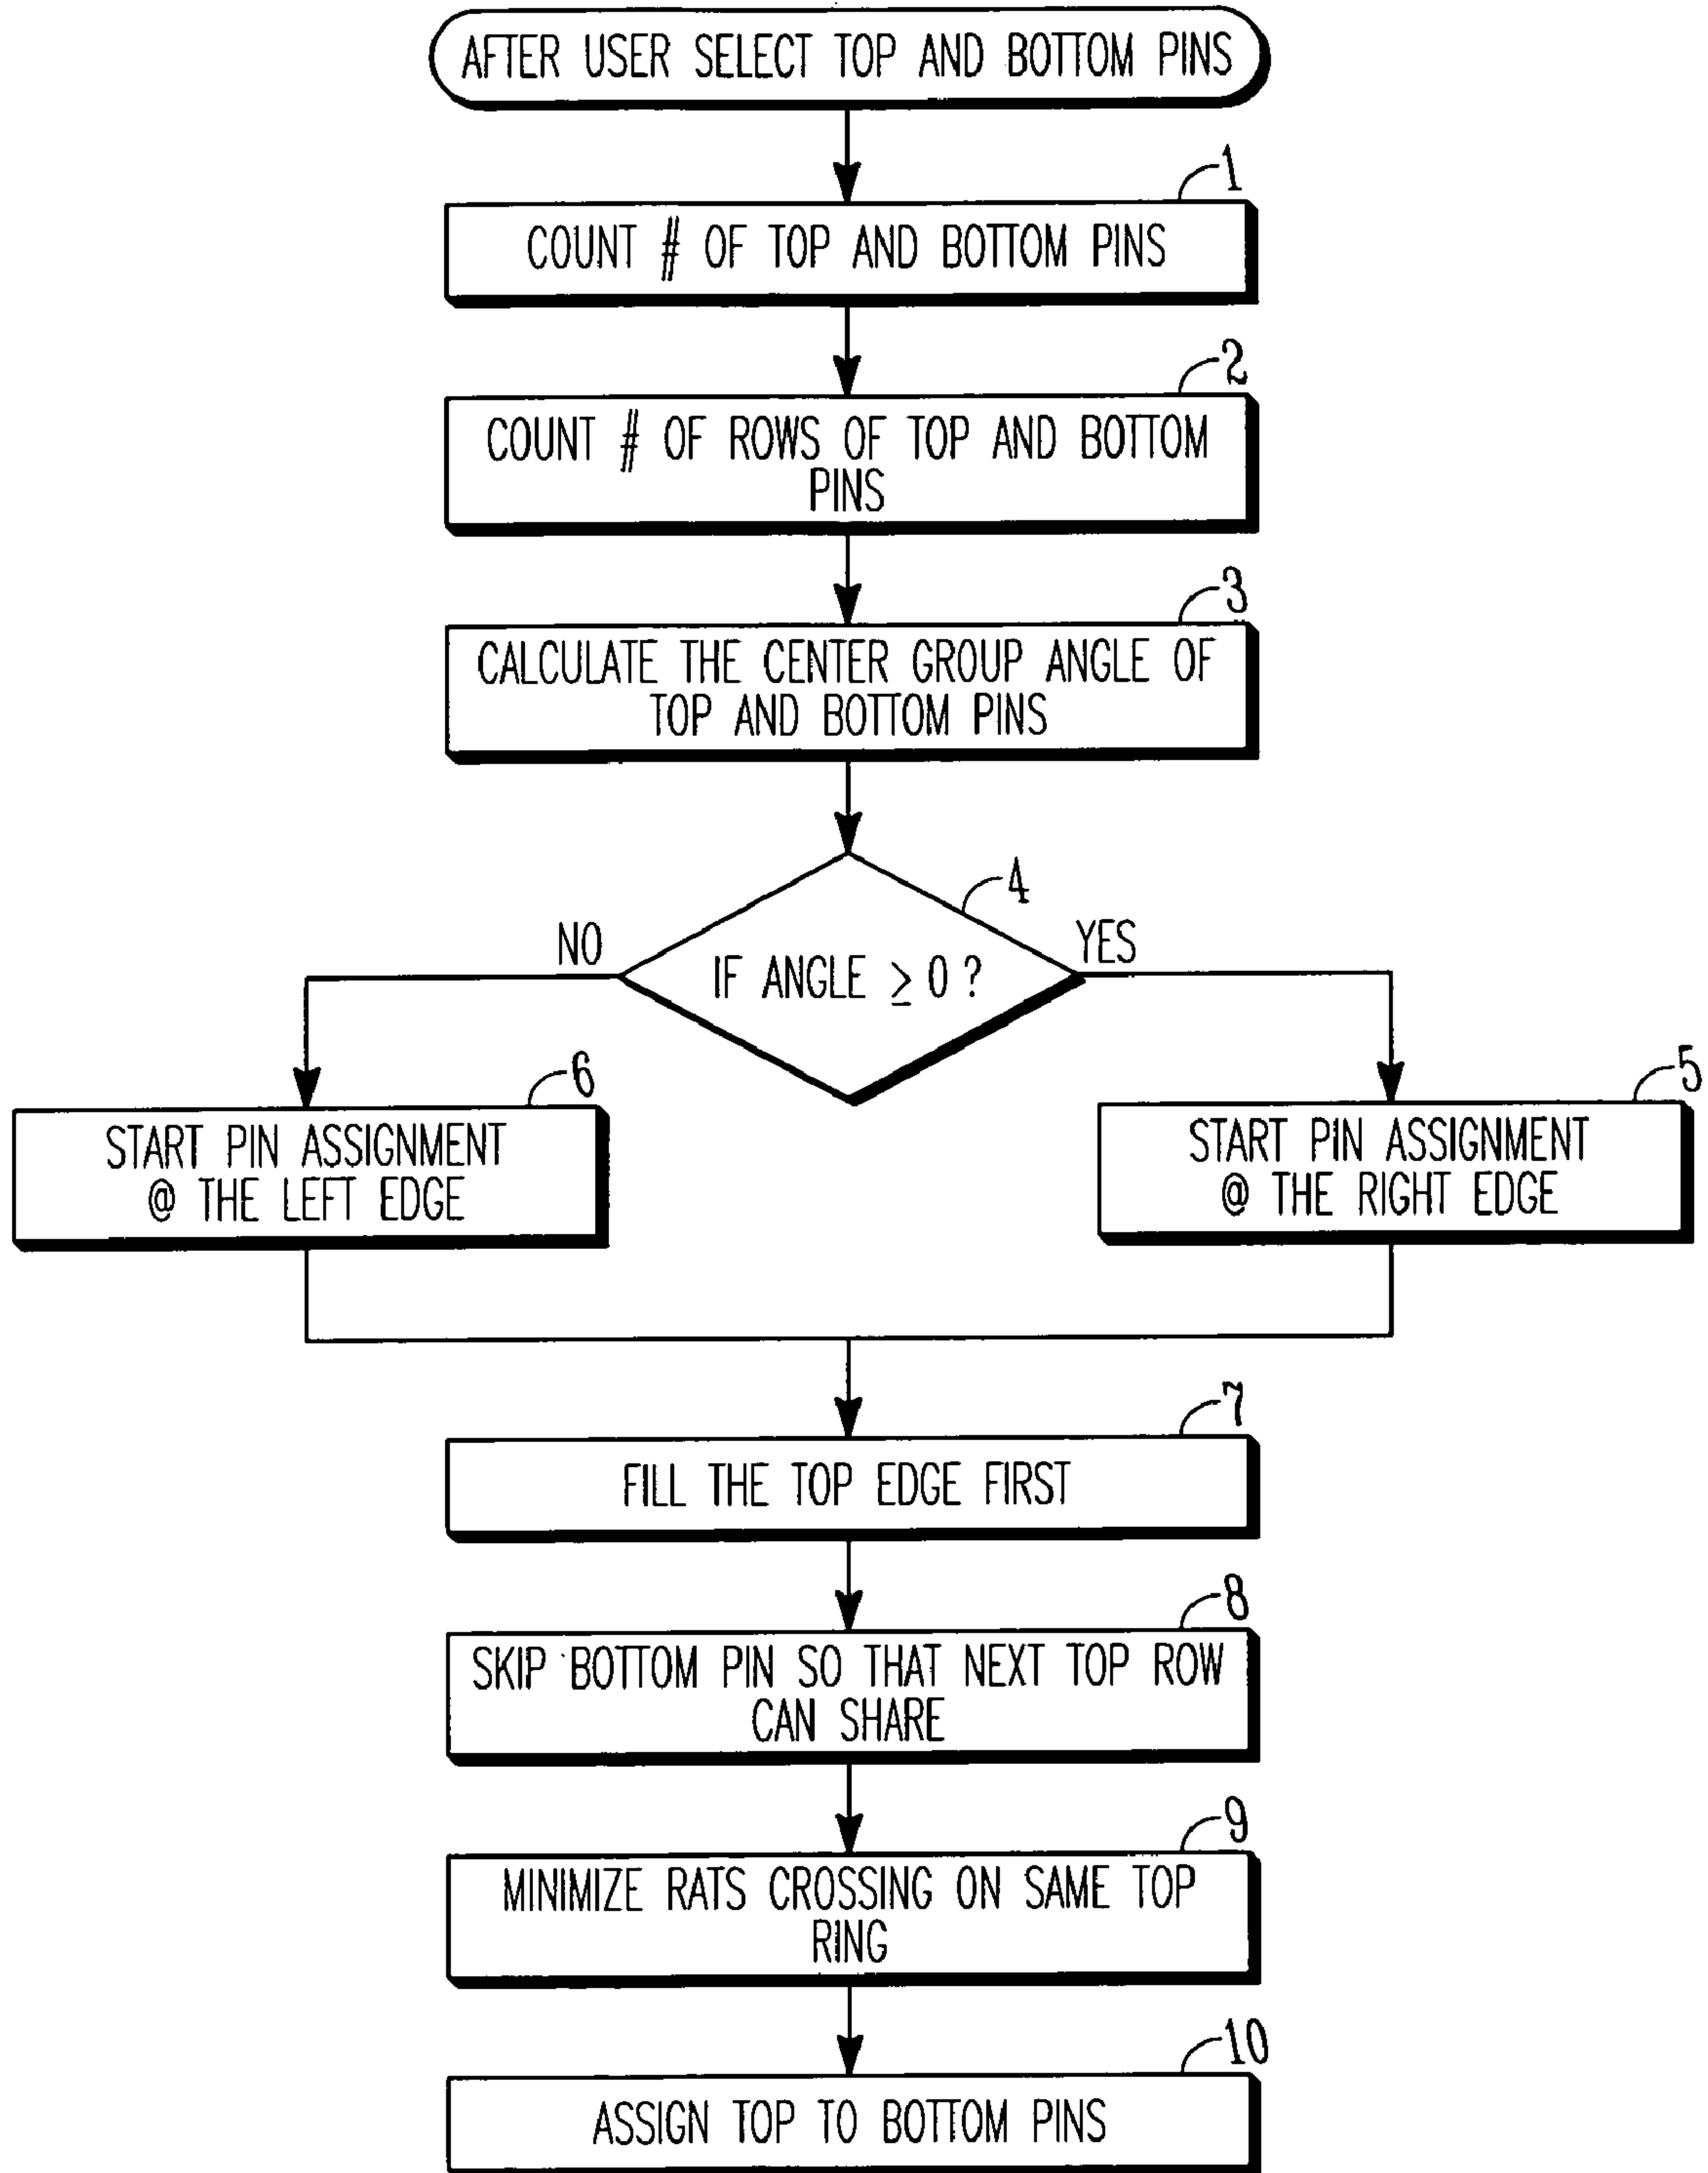 AFTER USER SELECT TOP AND BOTTOM PINS
1
COUNT # OF TOP AND BOTTOM PINS
2
COUNT # OF ROWS OF TOP AND BOTTOM
PINS
3
CALCULATE THE CENTER GROUP ANGLE OF
TOP AND BOTTOM PINS
4
NO
YES
IF ANGLE ≥ 0 ?
6
START PIN ASSIGNMENT
@ THE LEFT EDGE
5
START PIN ASSIGNMENT
@ THE RIGHT EDGE
7
FILL THE TOP EDGE FIRST
8
SKIP BOTTOM PIN SO THAT NEXT TOP ROW
CAN SHARE
9
MINIMIZE RATS CROSSING ON SAME TOP
RING
10
ASSIGN TOP TO BOTTOM PINS